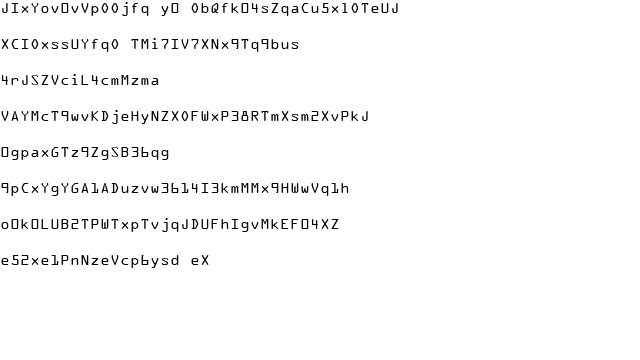 JIxYovOvVp00jfq yO 0bQfkO4sZqaCu5x10TeUJ
XCI0xssUYfq0 TMi7IV7XNx9Tq9bus
4rJSZVciL4cmMzma
VAYMcT9wvKDjeHyNZX0FWxP38RTmXsm2XvPkJ
OgpaxGTz9ZgSB36qg
9pCxYgYGA1ADuzvw3614I3kmMMx9HWwVq1h
oOkOLUB2TPWTxpTvjqJDUFhIgvMkEFO4XZ
e52xe1PnNzeVcp6ysd eX